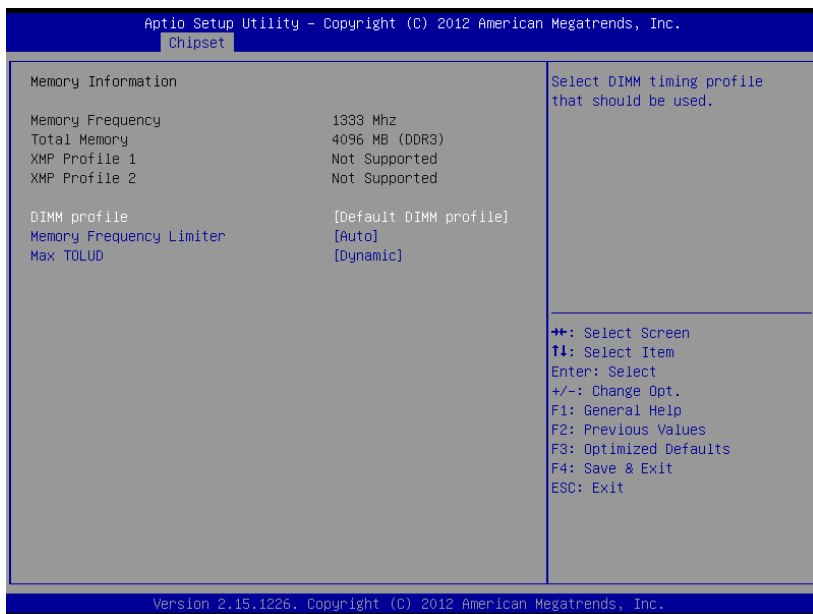 Aptio Setup Utility – Copyright (C) 2012 American Megatrends, Inc.
Chipset
Memory Information
Memory Frequency 1333 Mhz
Total Memory 4096 MB (DDR3)
XMP Profile 1 Not Supported
XMP Profile 2 Not Supported
DIMM profile [Default DIMM profile]
Memory Frequency Limiter [Auto]
Max TOLUD [Dynamic]
Select DIMM timing profile
that should be used.
→←: Select Screen
↑↓: Select Item
Enter: Select
+/-: Change Opt.
F1: General Help
F2: Previous Values
F3: Optimized Defaults
F4: Save & Exit
ESC: Exit
Version 2.15.1226. Copyright (C) 2012 American Megatrends, Inc.